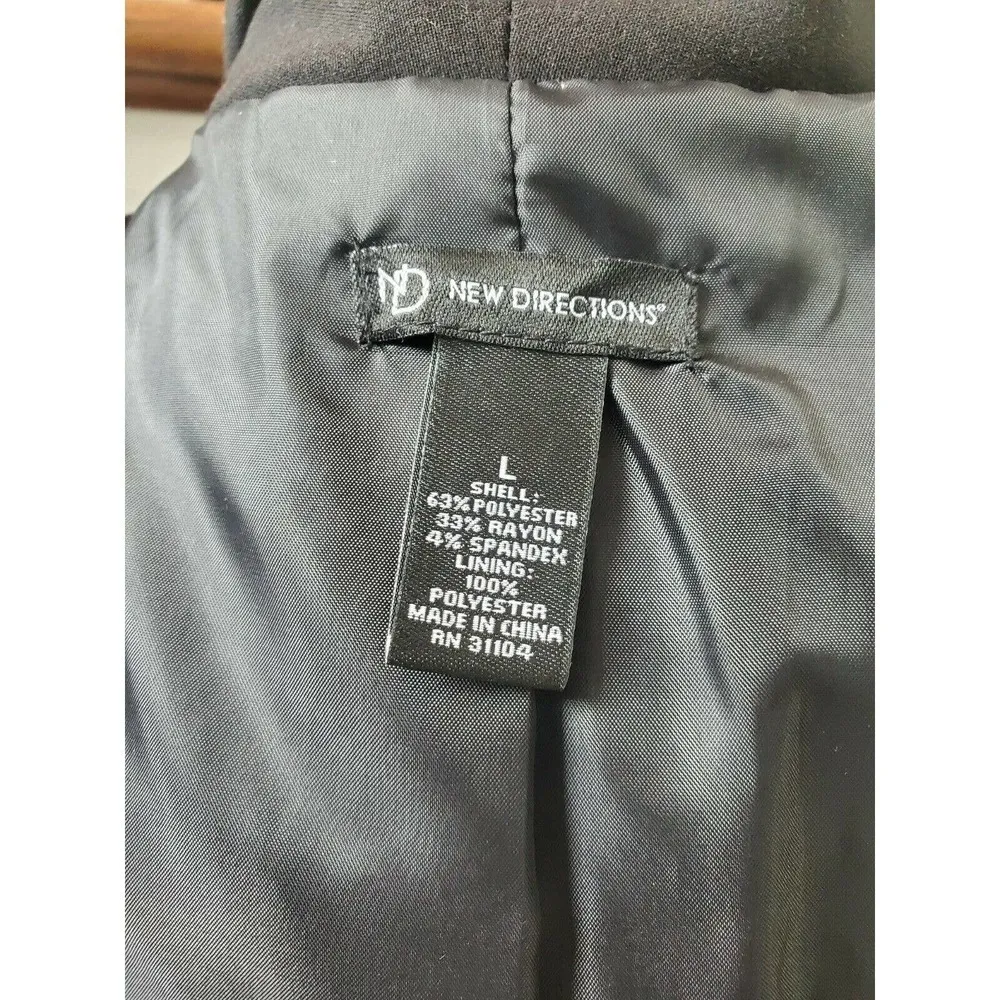 ND NEW DIRECTIONS®
L
SHELL:
63% POLYESTER
33% RAYON
4% SPANDEX
LINING:
100%
POLYESTER
MADE IN CHINA
RN 31104